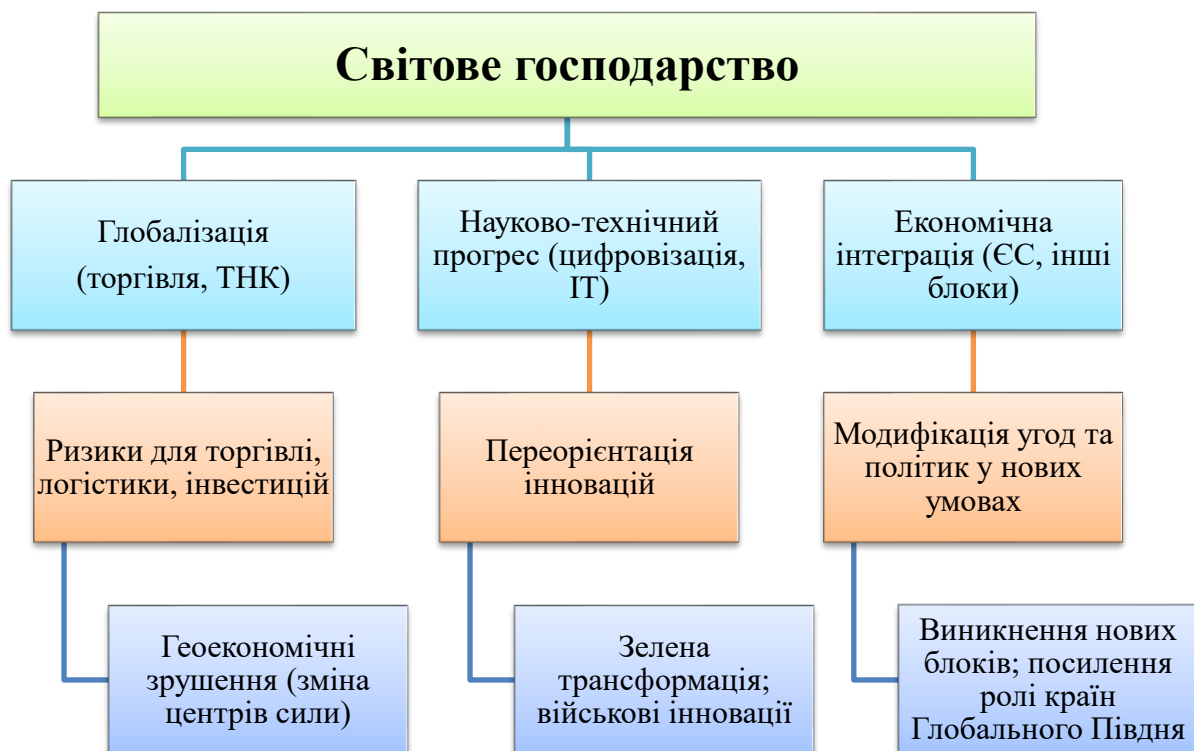 Світове господарство
Глобалізація
(торгівля, ТНК)
Науково-технічний
прогрес (цифровізація,
ІТ)
Економічна
інтеграція (ЄС, інші
блоки)
Ризики для торгівлі,
логістики, інвестицій
Переорієнтація
інновацій
Модифікація угод та
політик у нових
умовах
Геоекономічні
зрушення (зміна
центрів сили)
Зелена
трансформація;
військові інновації
Виникнення нових
блоків; посилення
ролі країн
Глобального Півдня